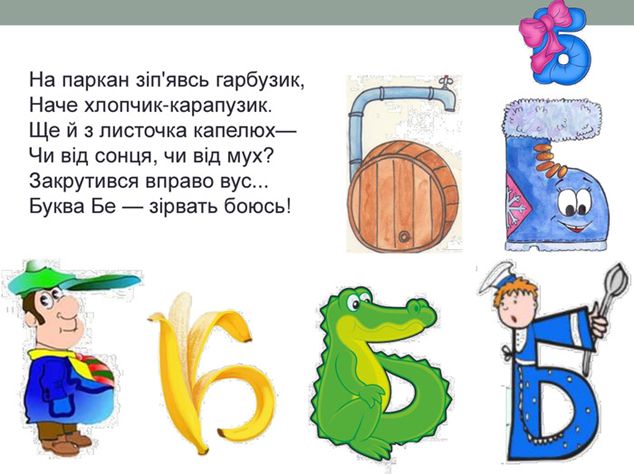 На паркан зіп'явсь гарбузик,
Наче хлопчик-карапузик.
Ще й з листочка капелюх—
Чи від сонця, чи від мух?
Закрутився вправо вус...
Буква Бе — зірвать боюсь!
Б
Б
Б
Б
Б
Б
Б